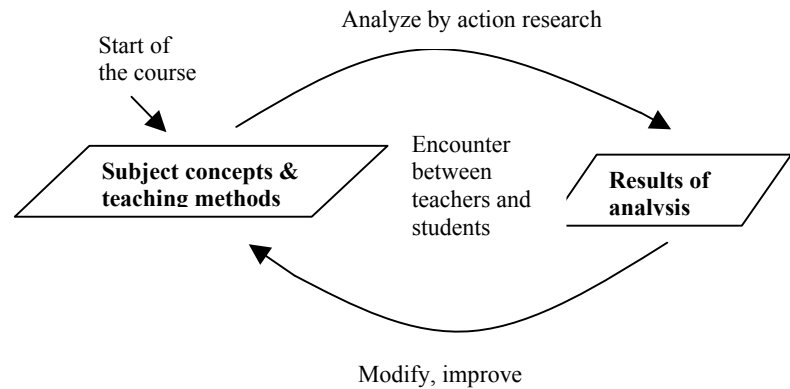 Analyze by action research
Start of
the course
Subject concepts &
teaching methods
Encounter
between
teachers and
students
Results of
analysis
Modify, improve